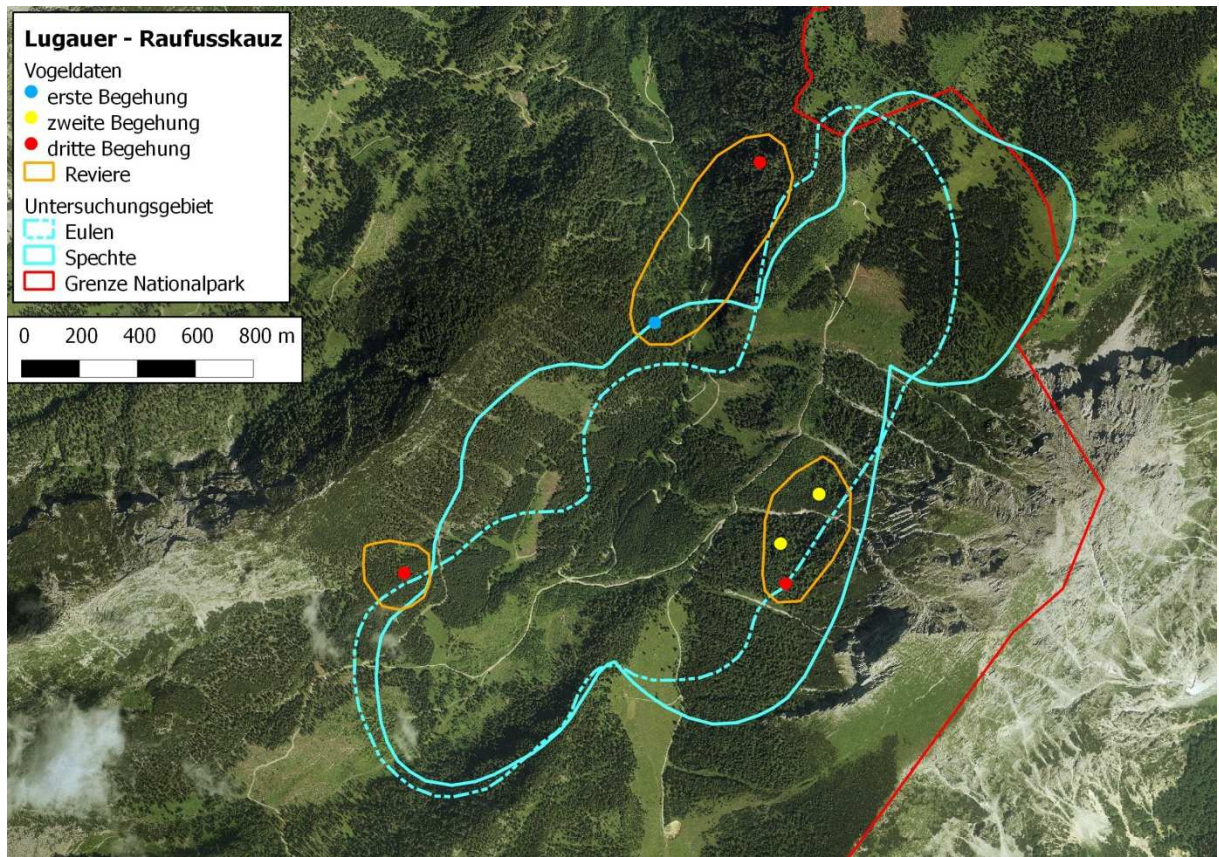 Lugauer - Raufusskauz
Vogeldaten
erste Begehung
zweite Begehung
dritte Begehung
Reviere
Untersuchungsgebiet
Eulen
Spechte
Grenze Nationalpark
0 200 400 600 800 m